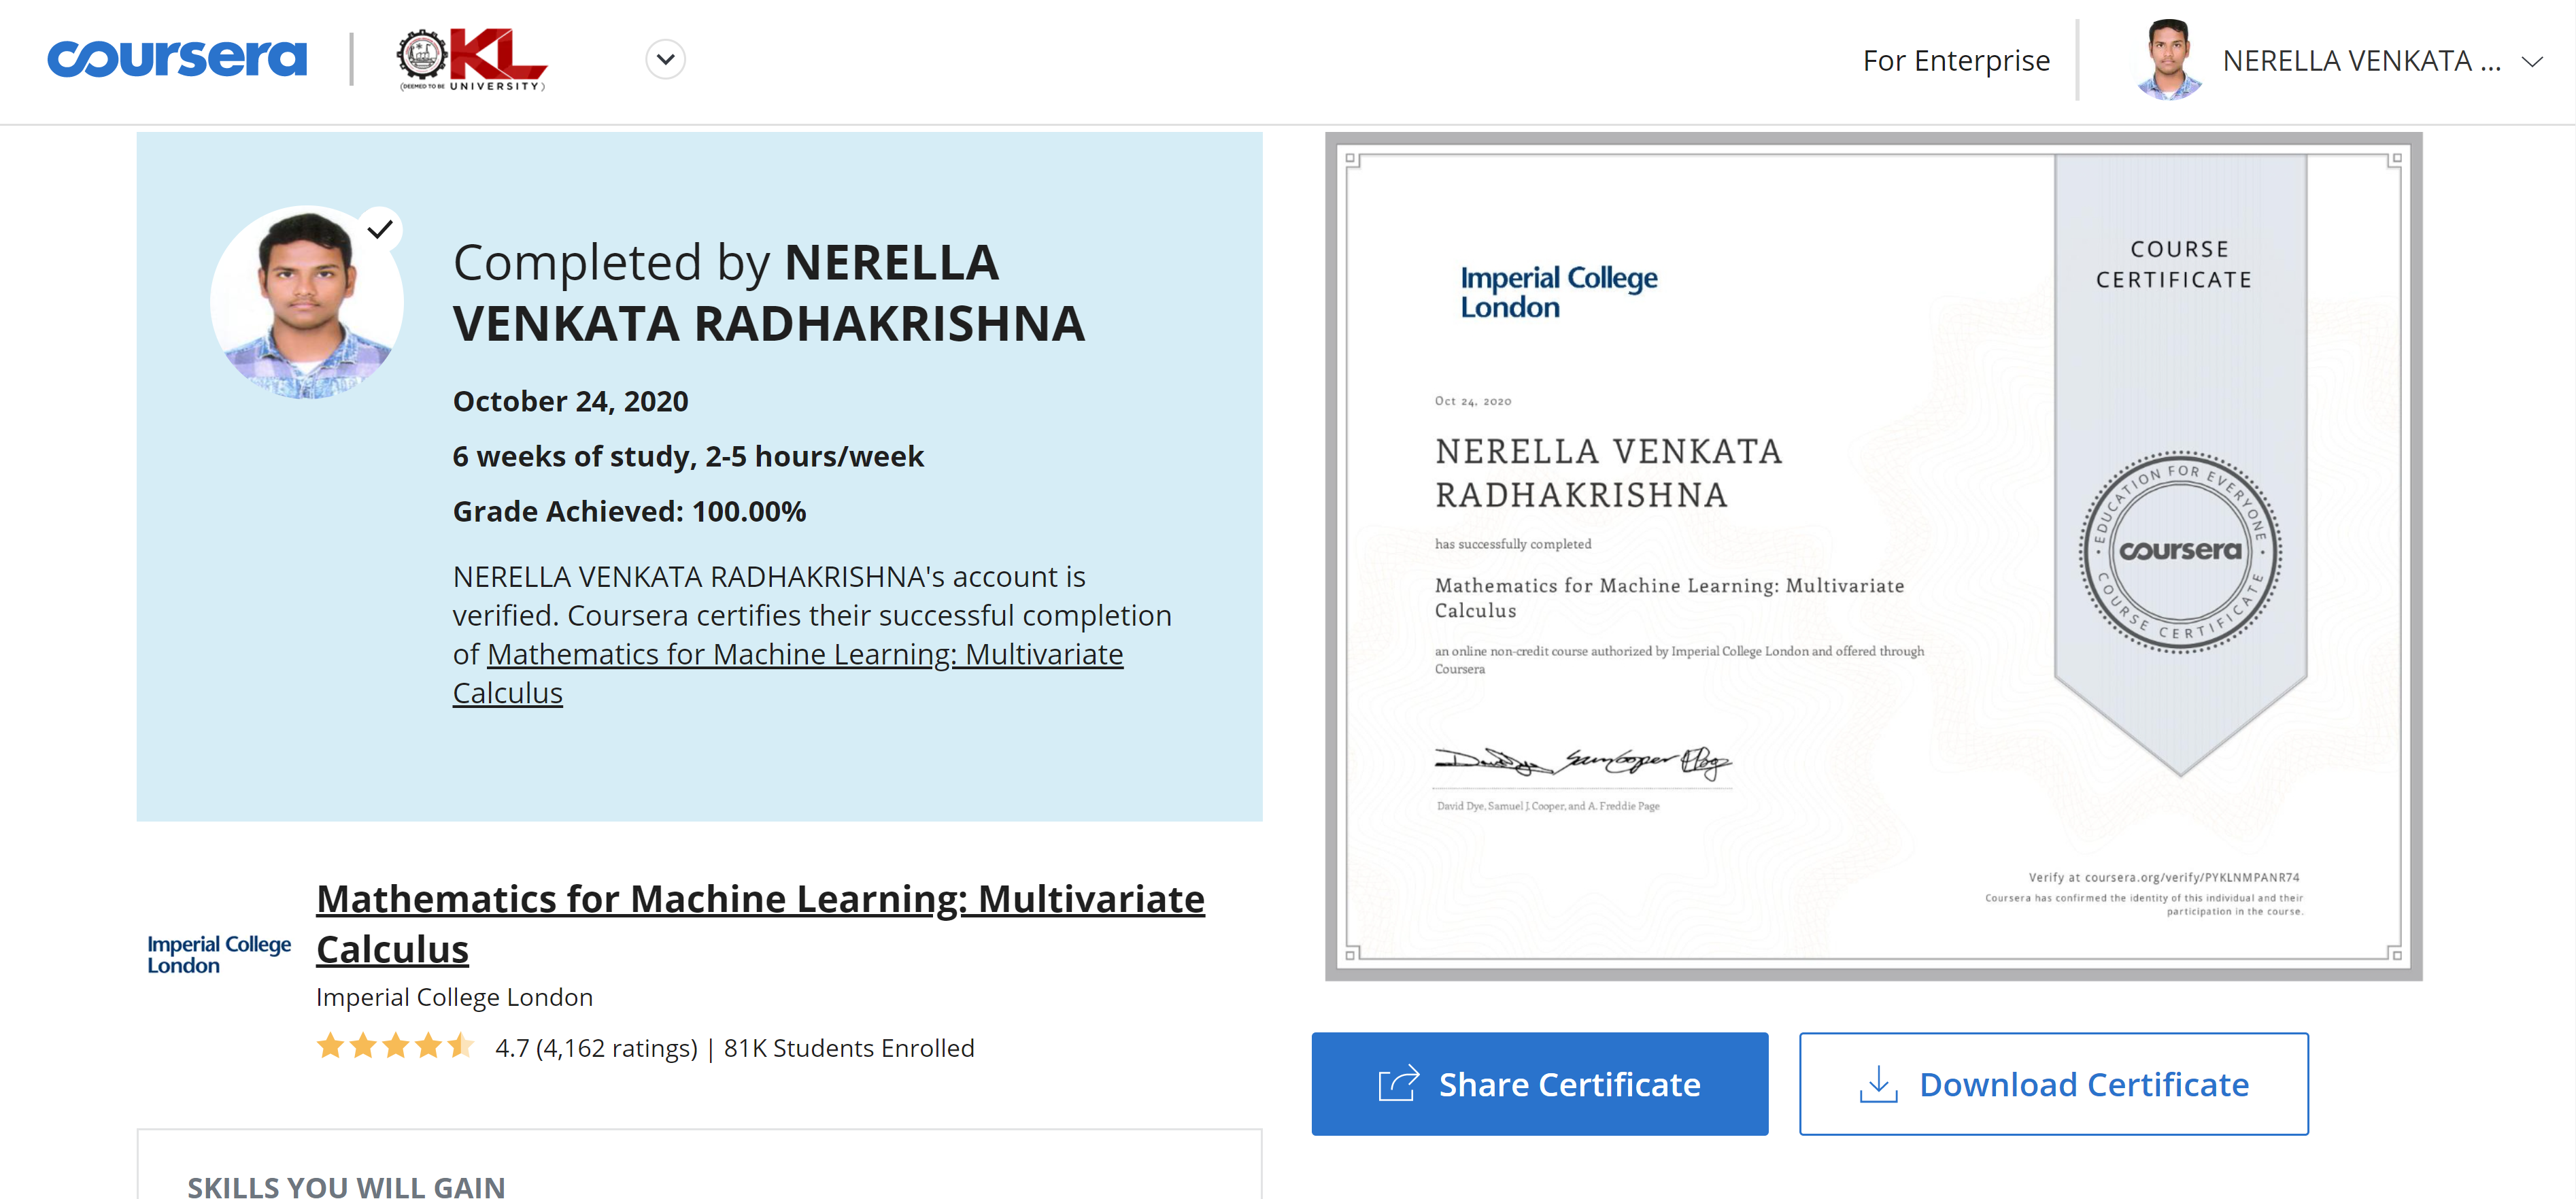 coursera
KL
(DEEMED TO BE UNIVERSITY)
For Enterprise
NERELLA VENKATA ...
Completed by NERELLA
VENKATA RADHAKRISHNA
October 24, 2020
6 weeks of study, 2-5 hours/week
Grade Achieved: 100.00%
NERELLA VENKATA RADHAKRISHNA's account is
verified. Coursera certifies their successful completion
of Mathematics for Machine Learning: Multivariate
Calculus
Imperial College
London
Mathematics for Machine Learning: Multivariate
Calculus
Imperial College London
4.7 (4,162 ratings) | 81K Students Enrolled
SKILLS YOU WILL GAIN
Imperial College
London
Oct 24, 2020
NERELLA VENKATA
RADHAKRISHNA
has successfully completed
Mathematics for Machine Learning: Multivariate
Calculus
an online non-credit course authorized by Imperial College London and offered through
Coursera
David Dye, Samuel J. Cooper, and A. Freddie Page
COURSE
CERTIFICATE
EDUCATION FOR EVERYONE
coursera
COURSE CERTIFICATE
Verify at coursera.org/verify/PYKLNMPANR74
Coursera has confirmed the identity of this individual and their
participation in the course.
Share Certificate
Download Certificate